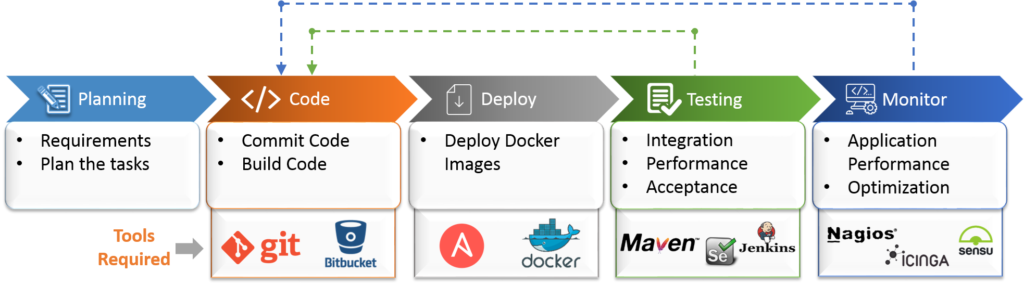 Planning
Code
Deploy
Testing
Monitor
• Requirements
• Plan the tasks
• Commit Code
• Build Code
• Deploy Docker
Images
• Integration
• Performance
• Acceptance
• Application
Performance
• Optimization
Tools
Required
git
Bitbucket
A
docker
Maven™
Se
Jenkins
Nagios®
ICINGA
sensu